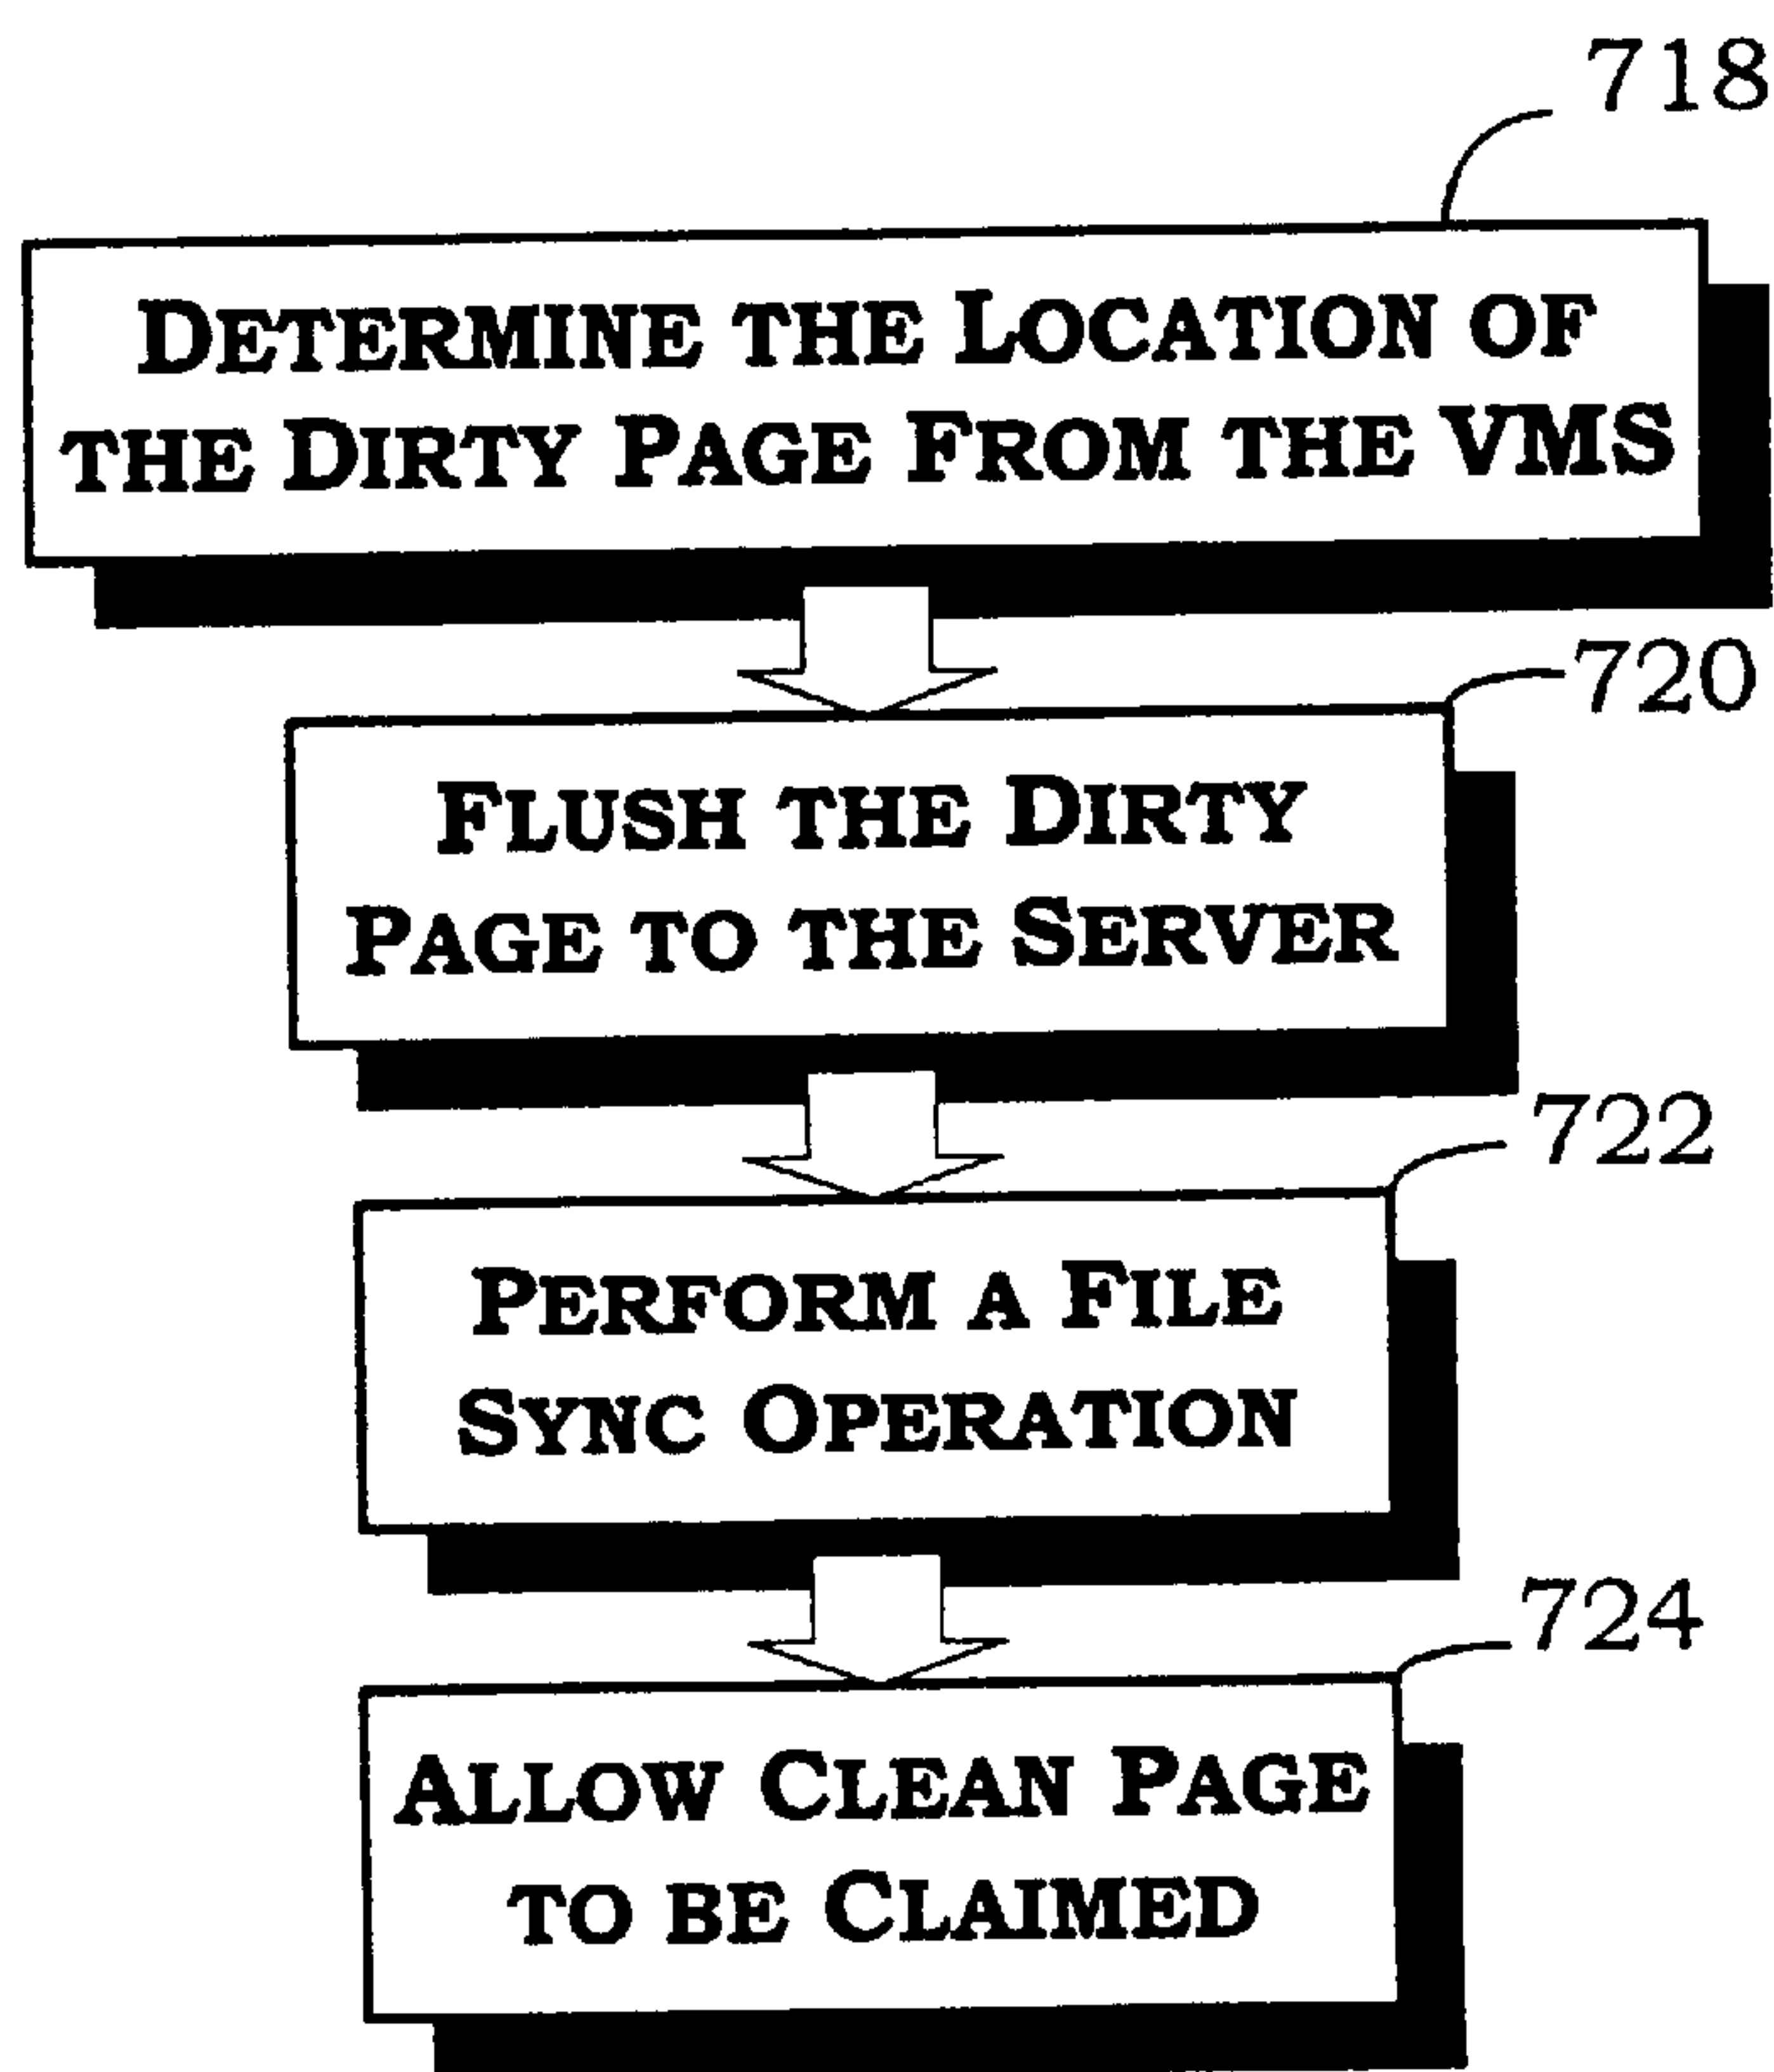 718
DETERMINE THE LOCATION OF
THE DIRTY PAGE FROM THE VMS
720
FLUSH THE DIRTY
PAGE TO THE SERVER
722
PERFORM A FILE
SYNC OPERATION
724
ALLOW CLEAN PAGE
TO BE CLAIMED